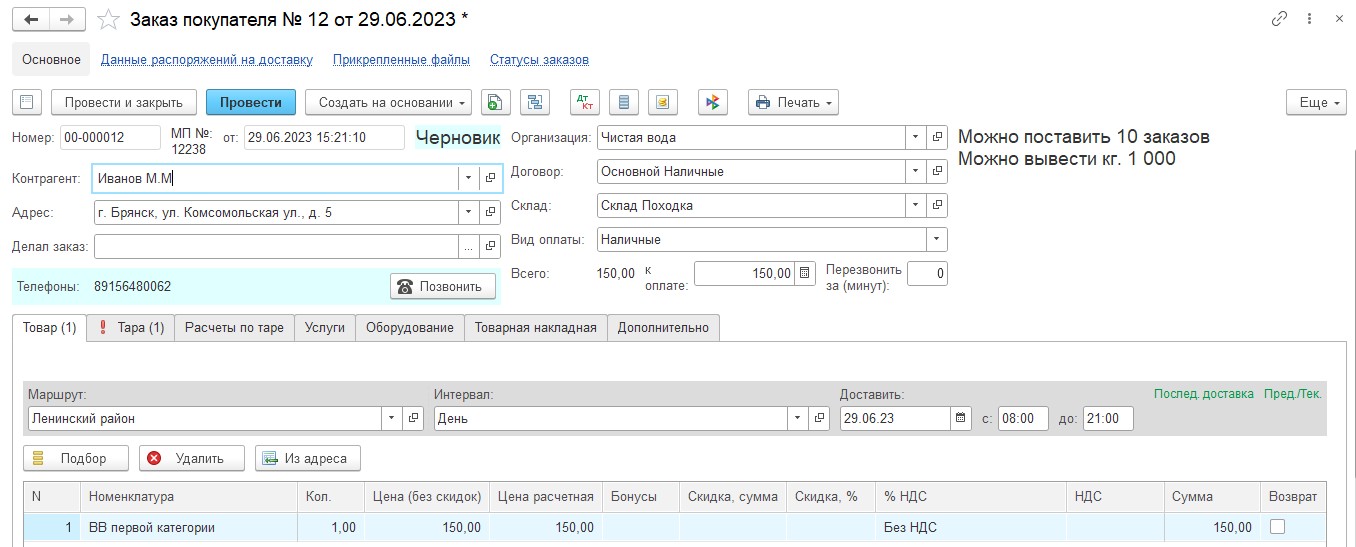 Заказ покупателя № 12 от 29.06.2023 *
Основное Данные распоряжений на доставку Прикрепленные файлы Статусы заказов
Провести и закрыть Провести Создать на основании Дт Кт Печать Еще
Номер: 00-000012 МП №: 12238 от: 29.06.2023 15:21:10 Черновик Организация: Чистая вода Можно поставить 10 заказов
Можно вывести кг. 1 000
Контрагент: Иванов М.М Договор: Основной Наличные
Адрес: г. Брянск, ул. Комсомольская ул., д. 5 Склад: Склад Походка
Делал заказ: ... Вид оплаты: Наличные
Телефоны: 89156480062 Позвонить Всего: 150,00 к оплате: 150,00 Перезвонить за (минут): 0
Товар (1) Тара (1) Расчеты по таре Услуги Оборудование Товарная накладная Дополнительно
Маршрут: Интервал: Доставить: Послед. доставка Пред./Тек.
Ленинский район День 29.06.23 с: 08:00 до: 21:00
Подбор Удалить Из адреса
N Номенклатура Кол. Цена (без скидок) Цена расчетная Бонусы Скидка, сумма Скидка, % % НДС НДС Сумма Возврат
1 ВВ первой категории 1,00 150,00 150,00 Без НДС 150,00